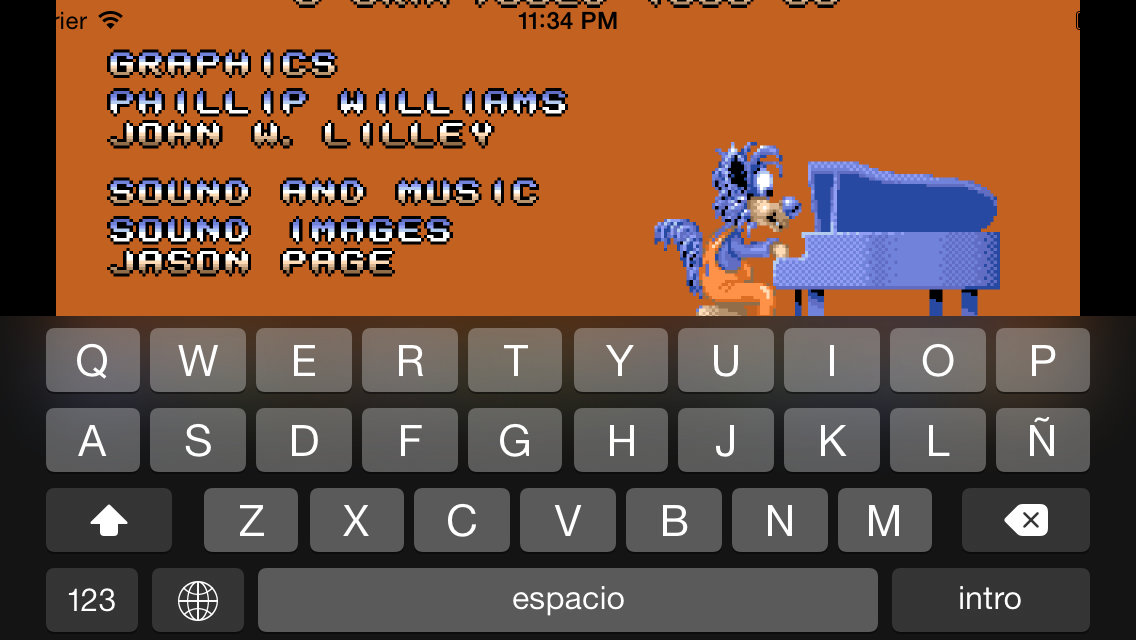 rier 11:34 PM
GRAPHICS
PHILLIP WILLIAMS
JOHN W. LILLEY
SOUND AND MUSIC
SOUND IMAGES
JASON PAGE
Q W E R T Y U I O P
A S D F G H J K L Ñ
Z X C V B N M
123 espacio intro